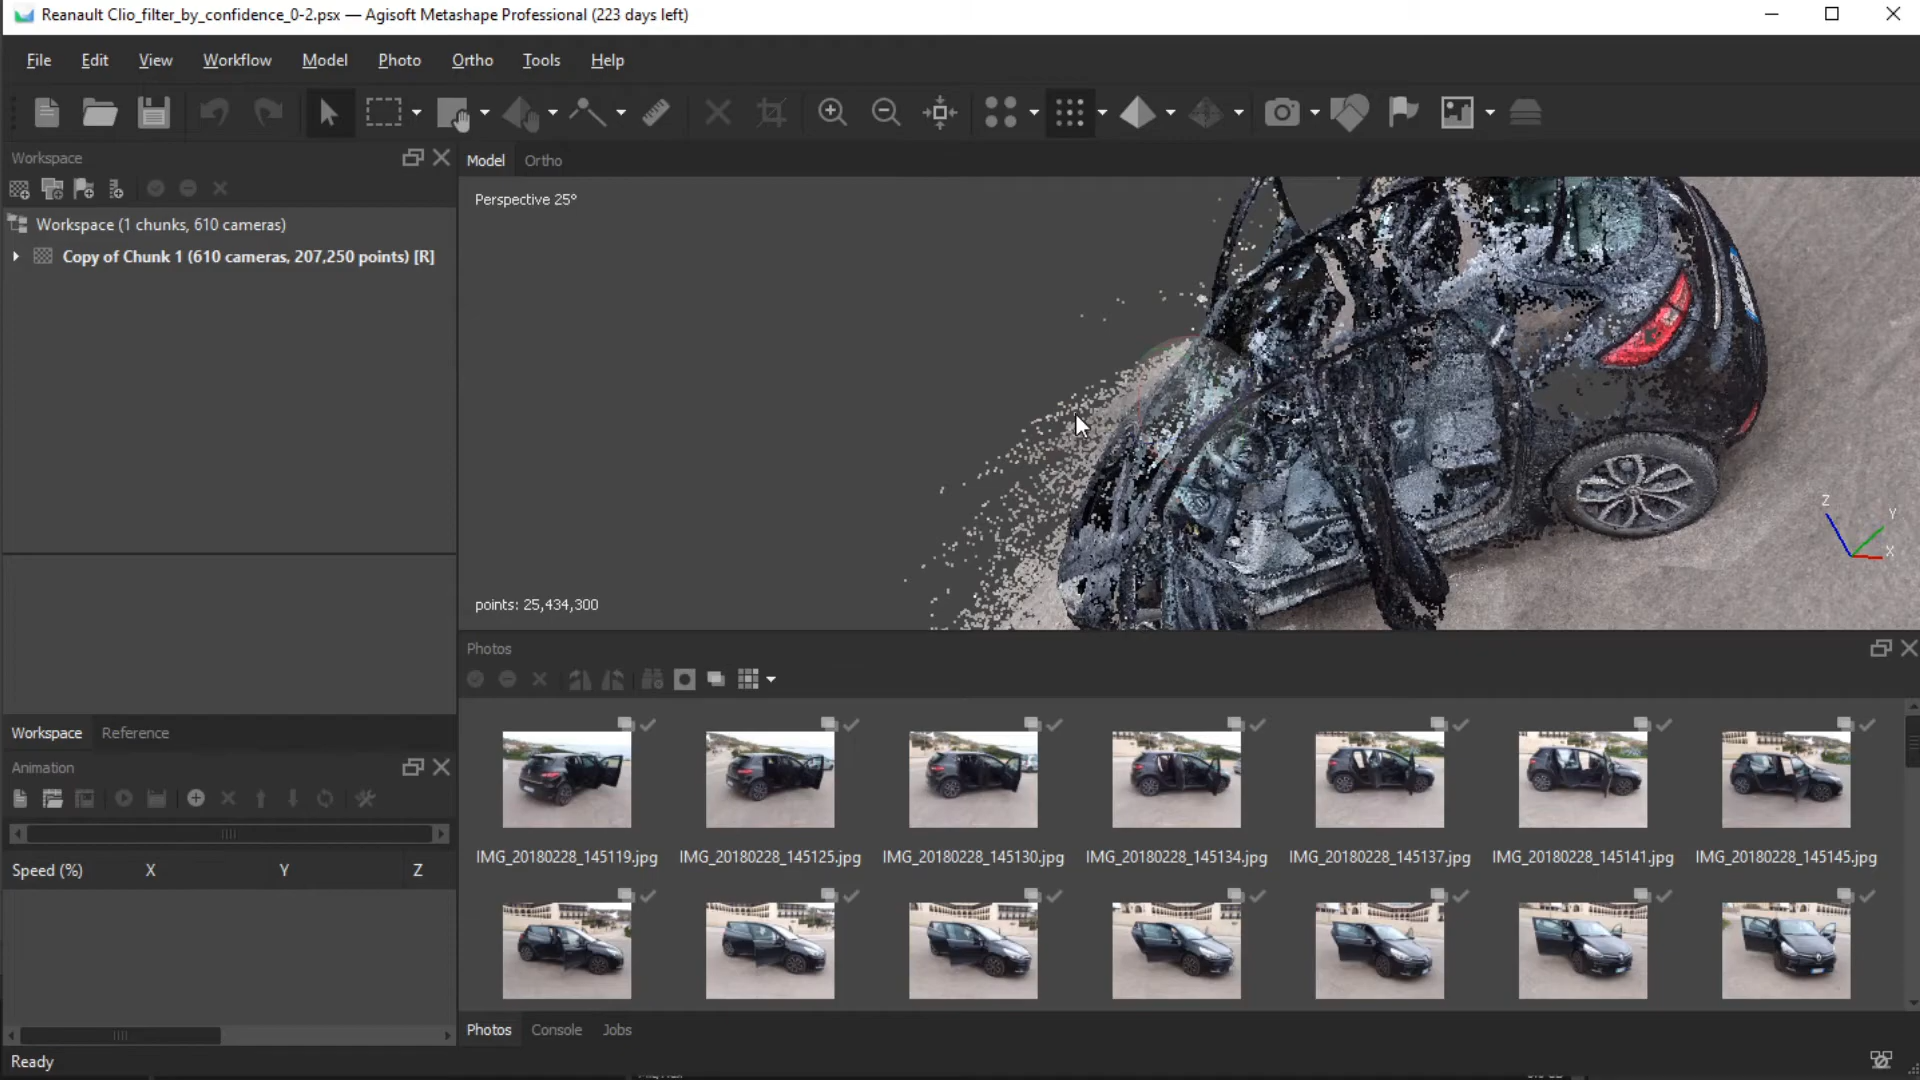 Reanault Clio_filter_by_confidence_0-2.psx — Agisoft Metashape Professional (223 days left)
File Edit View Workflow Model Photo Ortho Tools Help
Workspace
Model Ortho
Perspective 25°
Workspace (1 chunks, 610 cameras)
Copy of Chunk 1 (610 cameras, 207,250 points) [R]
Z
Y
X
points: 25,434,300
Photos
Workspace Reference
Animation
Speed (%) X Y Z
IMG_20180228_145119.jpg IMG_20180228_145125.jpg IMG_20180228_145130.jpg IMG_20180228_145134.jpg IMG_20180228_145137.jpg IMG_20180228_145141.jpg IMG_20180228_145145.jpg
Photos Console Jobs
Ready